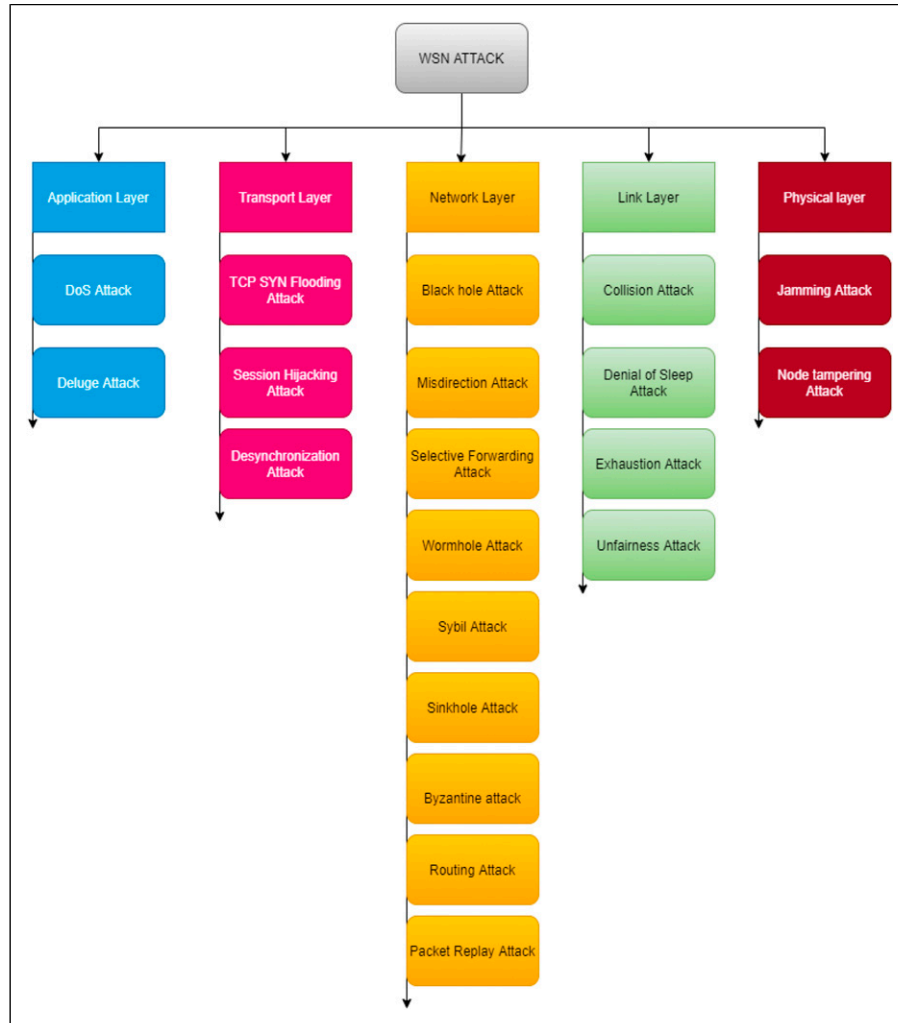 WSN ATTACK
Application Layer
DoS Attack
Deluge Attack
Transport Layer
TCP SYN Flooding
Attack
Session Hijacking
Attack
Desynchronization
Attack
Network Layer
Black hole Attack
Misdirection Attack
Selective Forwarding
Attack
Wormhole Attack
Sybil Attack
Sinkhole Attack
Byzantine attack
Routing Attack
Packet Replay Attack
Link Layer
Collision Attack
Denial of Sleep
Attack
Exhaustion Attack
Unfairness Attack
Physical layer
Jamming Attack
Node tampering
Attack